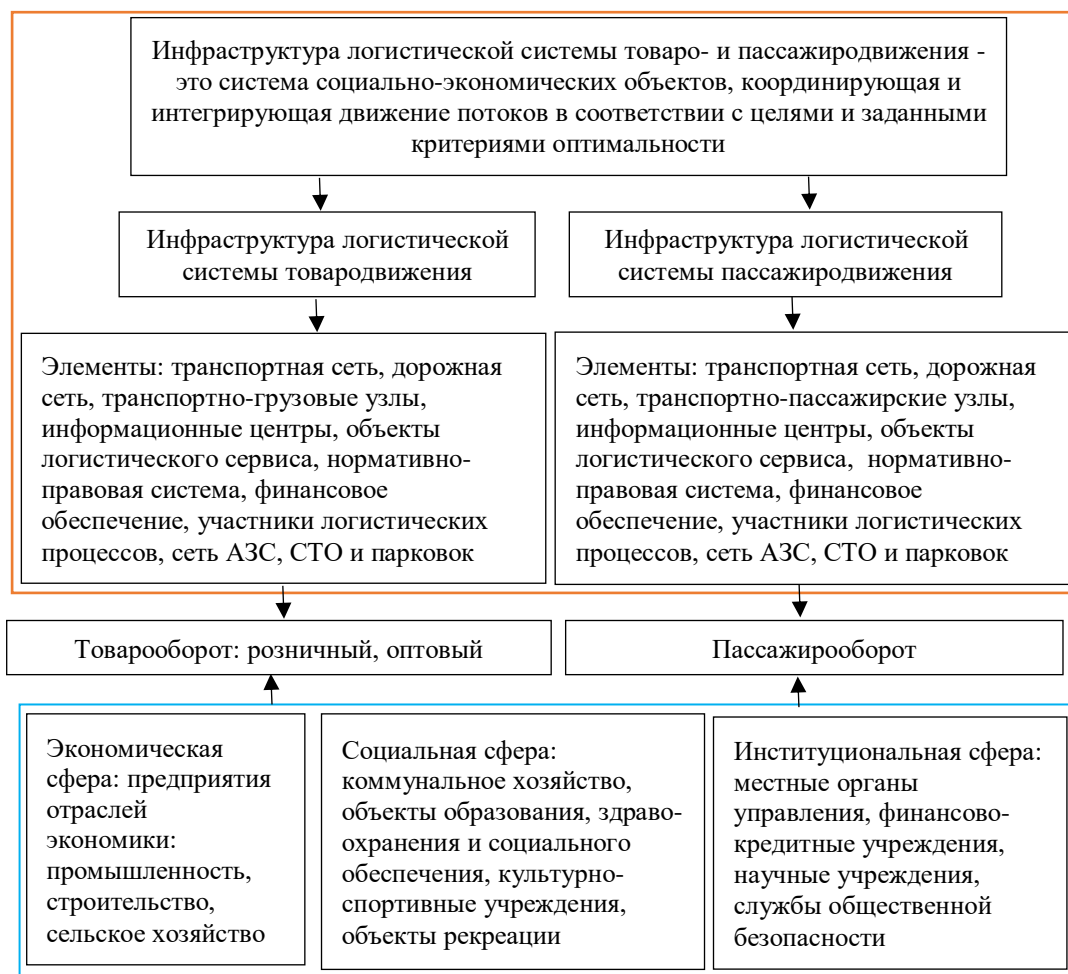 Инфраструктура логистической системы товаро- и пассажиродвижения -
это система социально-экономических объектов, координирующая и
интегрирующая движение потоков в соответствии с целями и заданными
критериями оптимальности
Инфраструктура логистической
системы товародвижения
Инфраструктура логистической
системы пассажиродвижения
Элементы: транспортная сеть, дорожная
сеть, транспортно-грузовые узлы,
информационные центры, объекты
логистического сервиса, нормативно-
правовая система, финансовое
обеспечение, участники логистических
процессов, сеть АЗС, СТО и парковок
Элементы: транспортная сеть, дорожная
сеть, транспортно-пассажирские узлы,
информационные центры, объекты
логистического сервиса, нормативно-
правовая система, финансовое
обеспечение, участники логистических
процессов, сеть АЗС, СТО и парковок
Товарооборот: розничный, оптовый
Пассажирооборот
Экономическая
сфера: предприятия
отраслей
экономики:
промышленность,
строительство,
сельское хозяйство
Социальная сфера:
коммунальное хозяйство,
объекты образования, здраво-
охранения и социального
обеспечения, культурно-
спортивные учреждения,
объекты рекреации
Институциональная сфера:
местные органы
управления, финансово-
кредитные учреждения,
научные учреждения,
службы общественной
безопасности